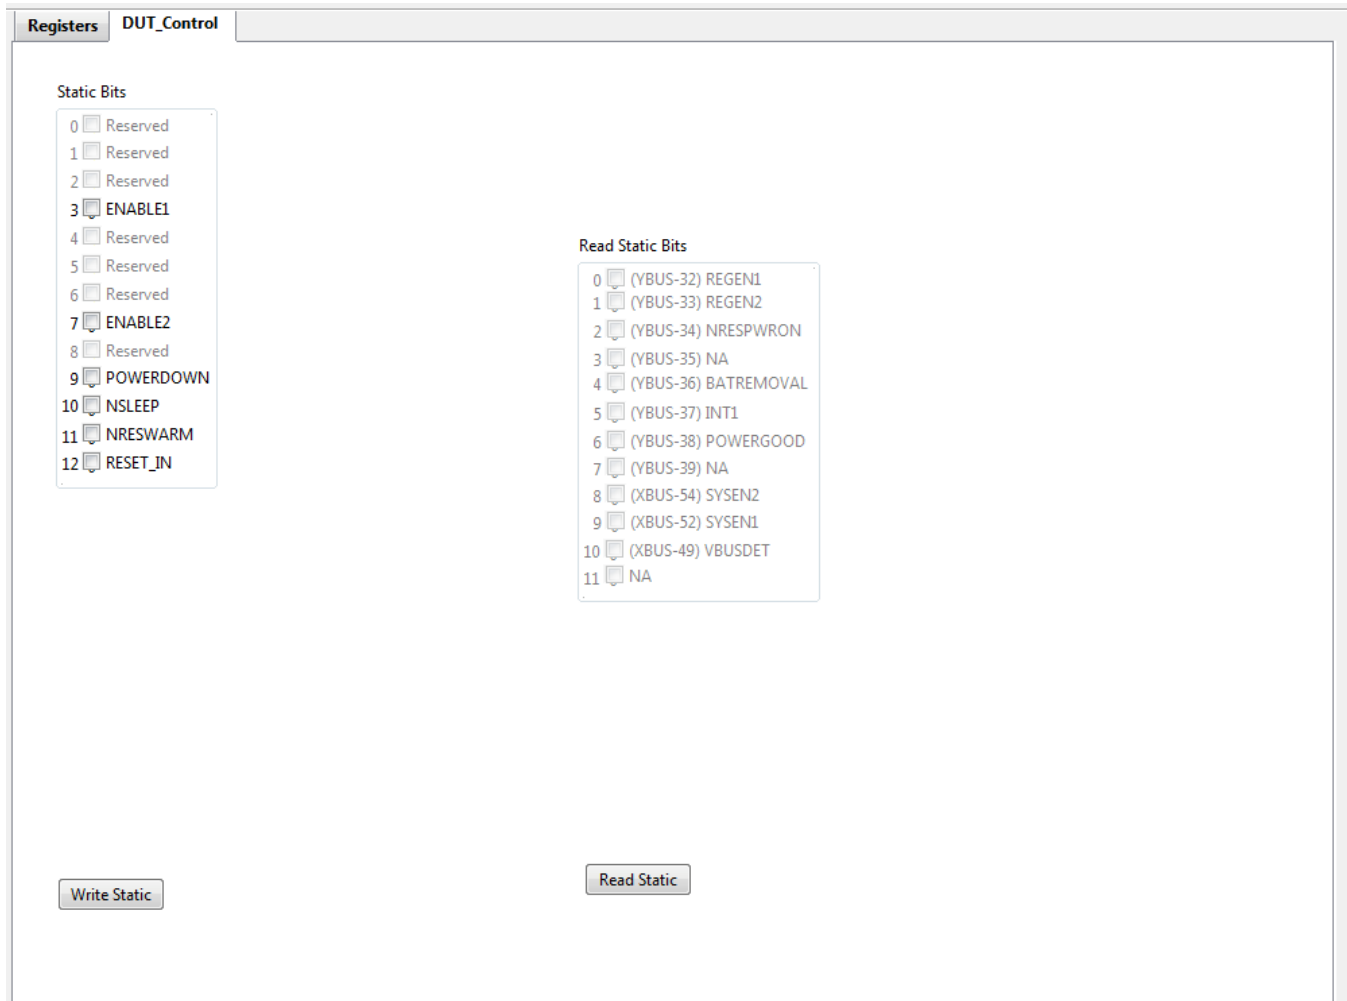 Registers DUT_Control
Static Bits
0 Reserved
1 Reserved
2 Reserved
3 ENABLE1
4 Reserved
5 Reserved
6 Reserved
7 ENABLE2
8 Reserved
9 POWERDOWN
10 NSLEEP
11 NRESWARM
12 RESET_IN
Write Static
Read Static Bits
0 (YBUS-32) REGEN1
1 (YBUS-33) REGEN2
2 (YBUS-34) NRESPWRON
3 (YBUS-35) NA
4 (YBUS-36) BATREMOVAL
5 (YBUS-37) INT1
6 (YBUS-38) POWERGOOD
7 (YBUS-39) NA
8 (XBUS-54) SYSEN2
9 (XBUS-52) SYSEN1
10 (XBUS-49) VBUSDET
11 NA
Read Static